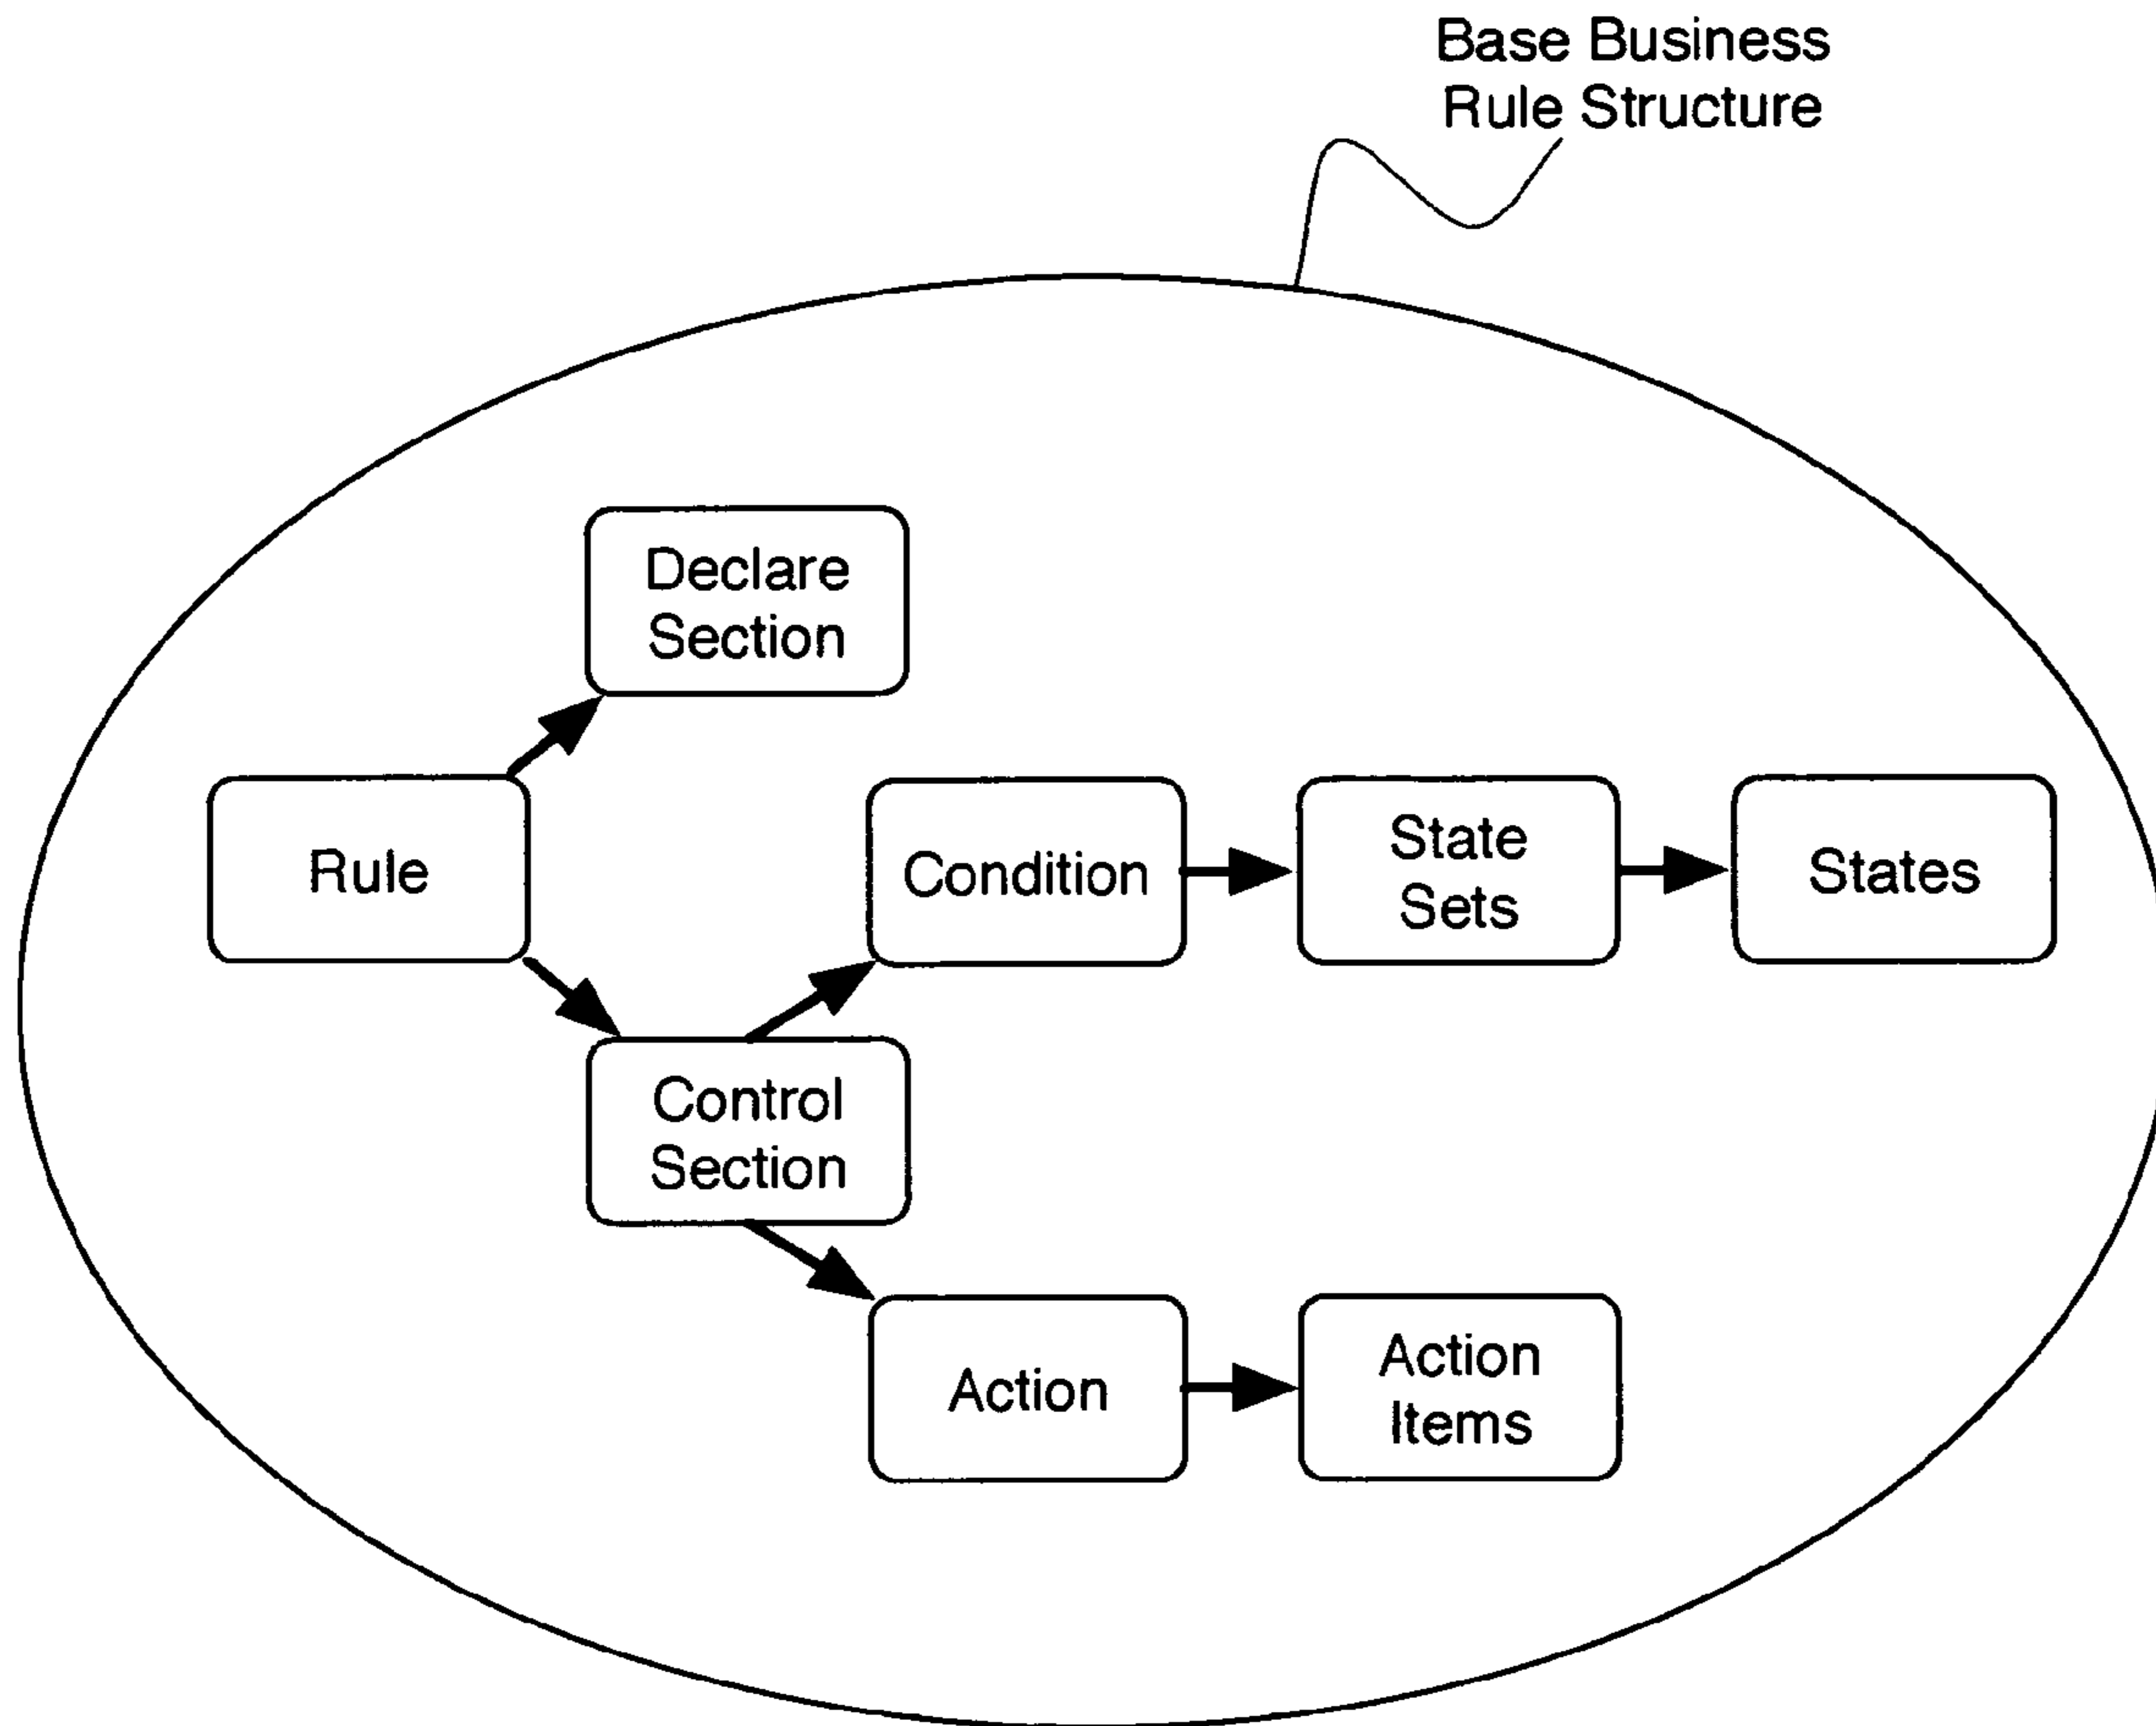 Base Business
Rule Structure
Declare
Section
Rule
Condition
State
Sets
States
Control
Section
Action
Action
Items